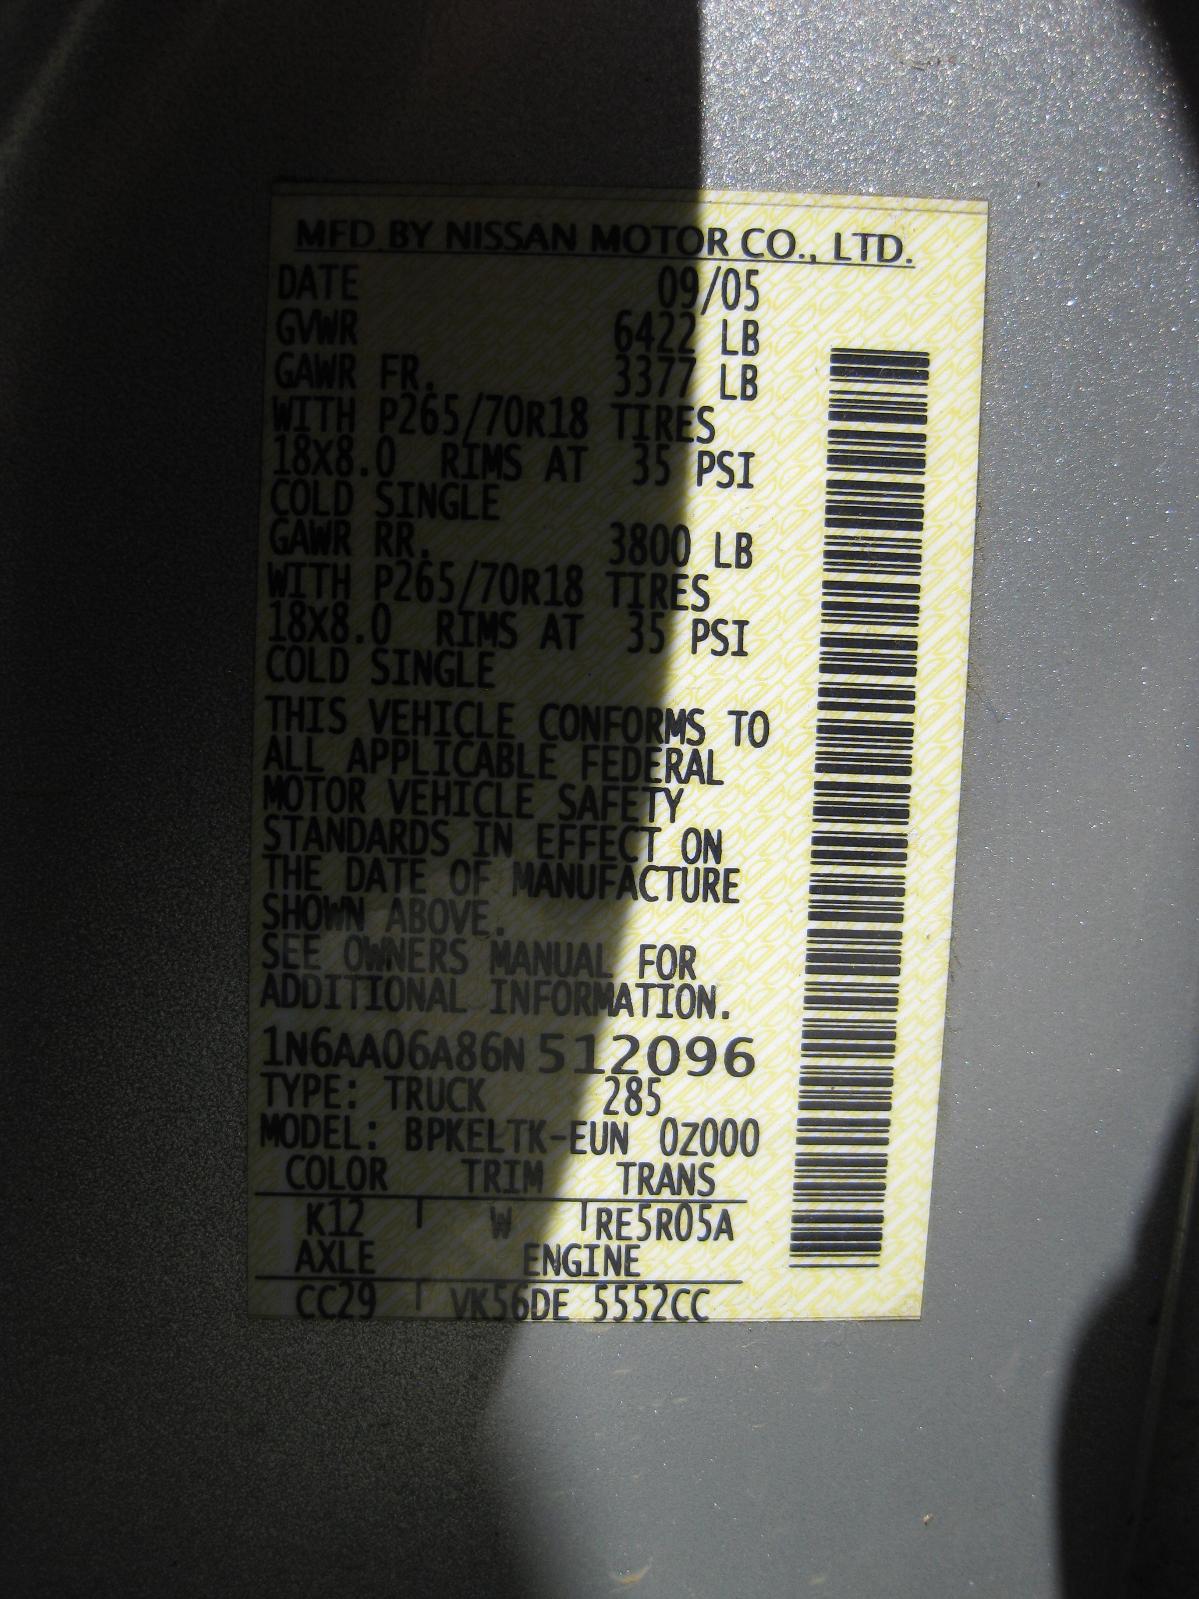 MFD BY NISSAN MOTOR CO., LTD.
DATE 09/05
GVWR 6422 LB
GAWR FR. 3377 LB
WITH P265/70R18 TIRES
18X8.0 RIMS AT 35 PSI
COLD SINGLE
GAWR RR. 3800 LB
WITH P265/70R18 TIRES
18X8.0 RIMS AT 35 PSI
COLD SINGLE
THIS VEHICLE CONFORMS TO
ALL APPLICABLE FEDERAL
MOTOR VEHICLE SAFETY
STANDARDS IN EFFECT ON
THE DATE OF MANUFACTURE
SHOWN ABOVE.
SEE OWNERS MANUAL FOR
ADDITIONAL INFORMATION.
1N6AA06A86N512096
TYPE: TRUCK 285
MODEL: BPKELTK-EUN 0Z000
COLOR TRIM TRANS
K12 W RE5R05A
AXLE ENGINE
CC29 VK56DE 5552CC